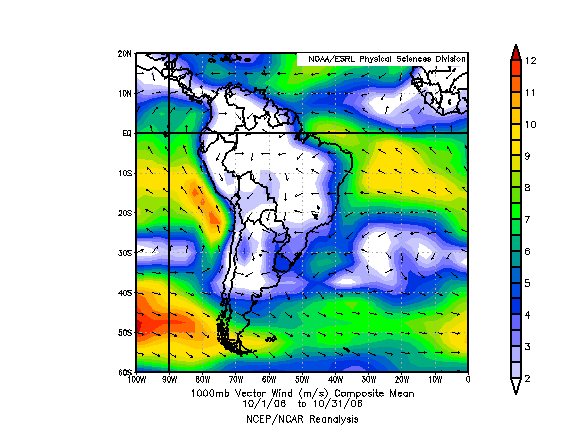 NOAA/ESRL Physical Sciences Division
20N
10N
EQ
10S
20S
30S
40S
50S
60S
100W 90W 80W 70W 60W 50W 40W 30W 20W 10W 0
12
11
10
9
8
7
6
5
4
3
2
1000mb Vector Wind (m/s) Composite Mean
10/1/06 to 10/31/06
NCEP/NCAR Reanalysis